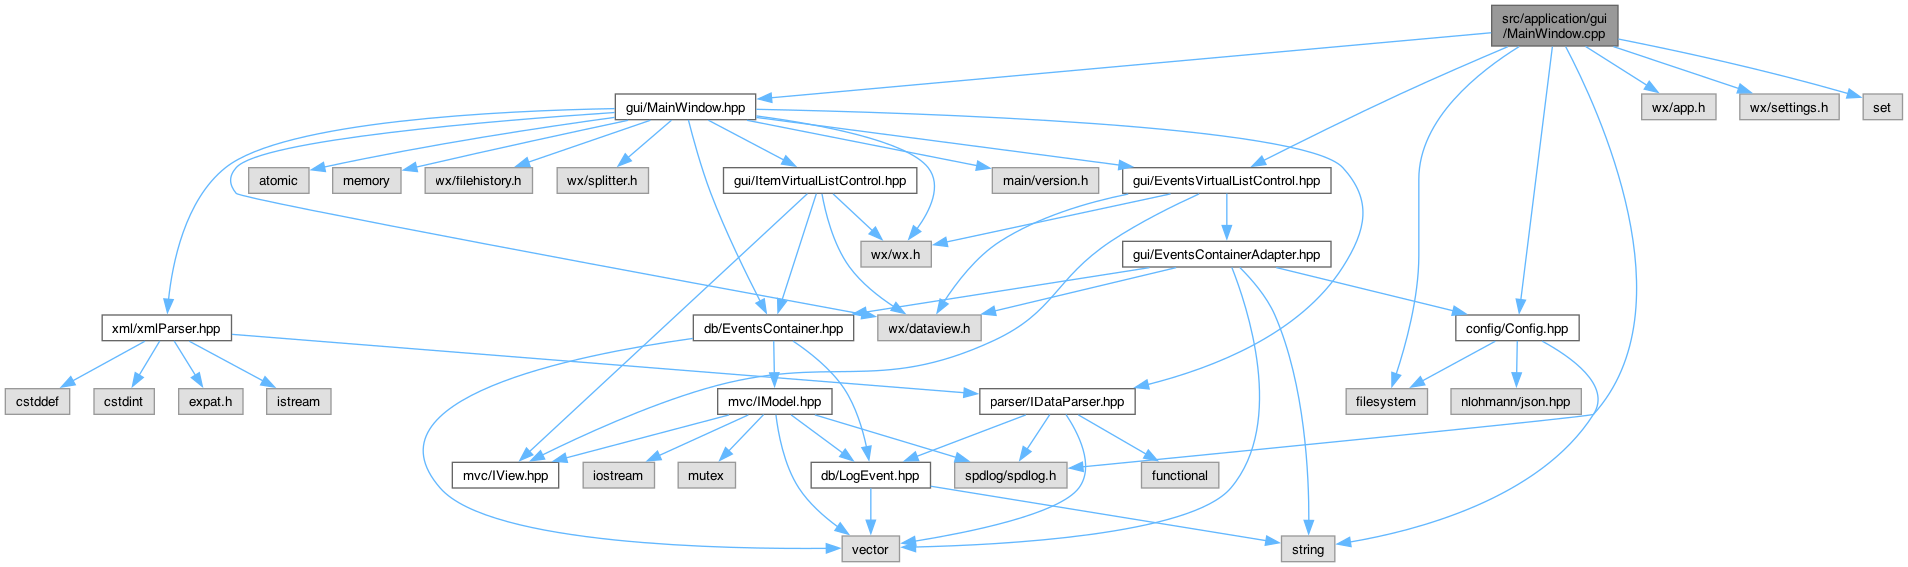 src/application/gui
/MainWindow.cpp
gui/MainWindow.hpp
wx/app.h
wx/settings.h
set
atomic
memory
wx/filehistory.h
wx/splitter.h
gui/ItemVirtualListControl.hpp
main/version.h
gui/EventsVirtualListControl.hpp
wx/wx.h
gui/EventsContainerAdapter.hpp
xml/xmlParser.hpp
db/EventsContainer.hpp
wx/dataview.h
config/Config.hpp
cstddef
cstdint
expat.h
istream
mvc/IModel.hpp
parser/IDataParser.hpp
filesystem
nlohmann/json.hpp
mvc/IView.hpp
iostream
mutex
db/LogEvent.hpp
spdlog/spdlog.h
functional
vector
string